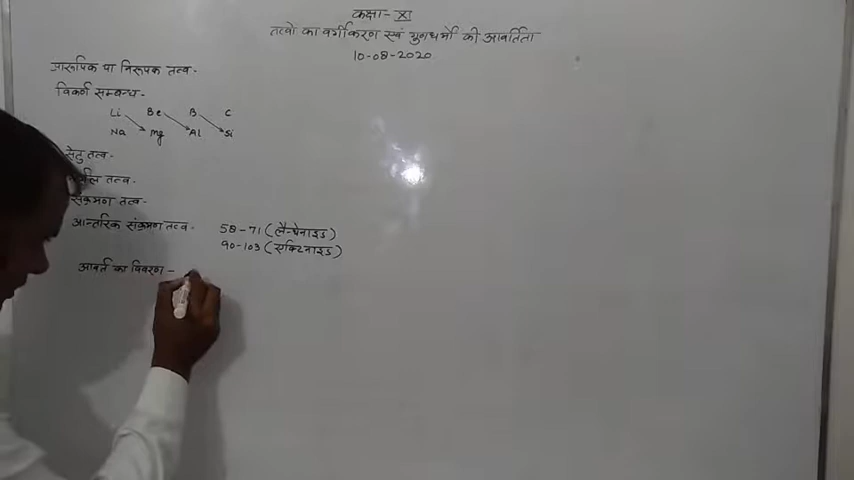 कक्षा- XI
तत्वो का वर्गीकरण एवं गुणधर्मो की आवर्तिता
10-08-2020
आरूपिक या निरूपक तत्व -
विकर्ण सम्बन्ध -
Li Be B C
Na Mg Al Si
सेतु तत्व -
तत्व -
संक्रमण तत्व -
आन्तरिक संक्रमण तत्व - 58-71 (लैन्थेनाइड)
90-103 (एक्टिनाइड)
आवर्त का विवरण -